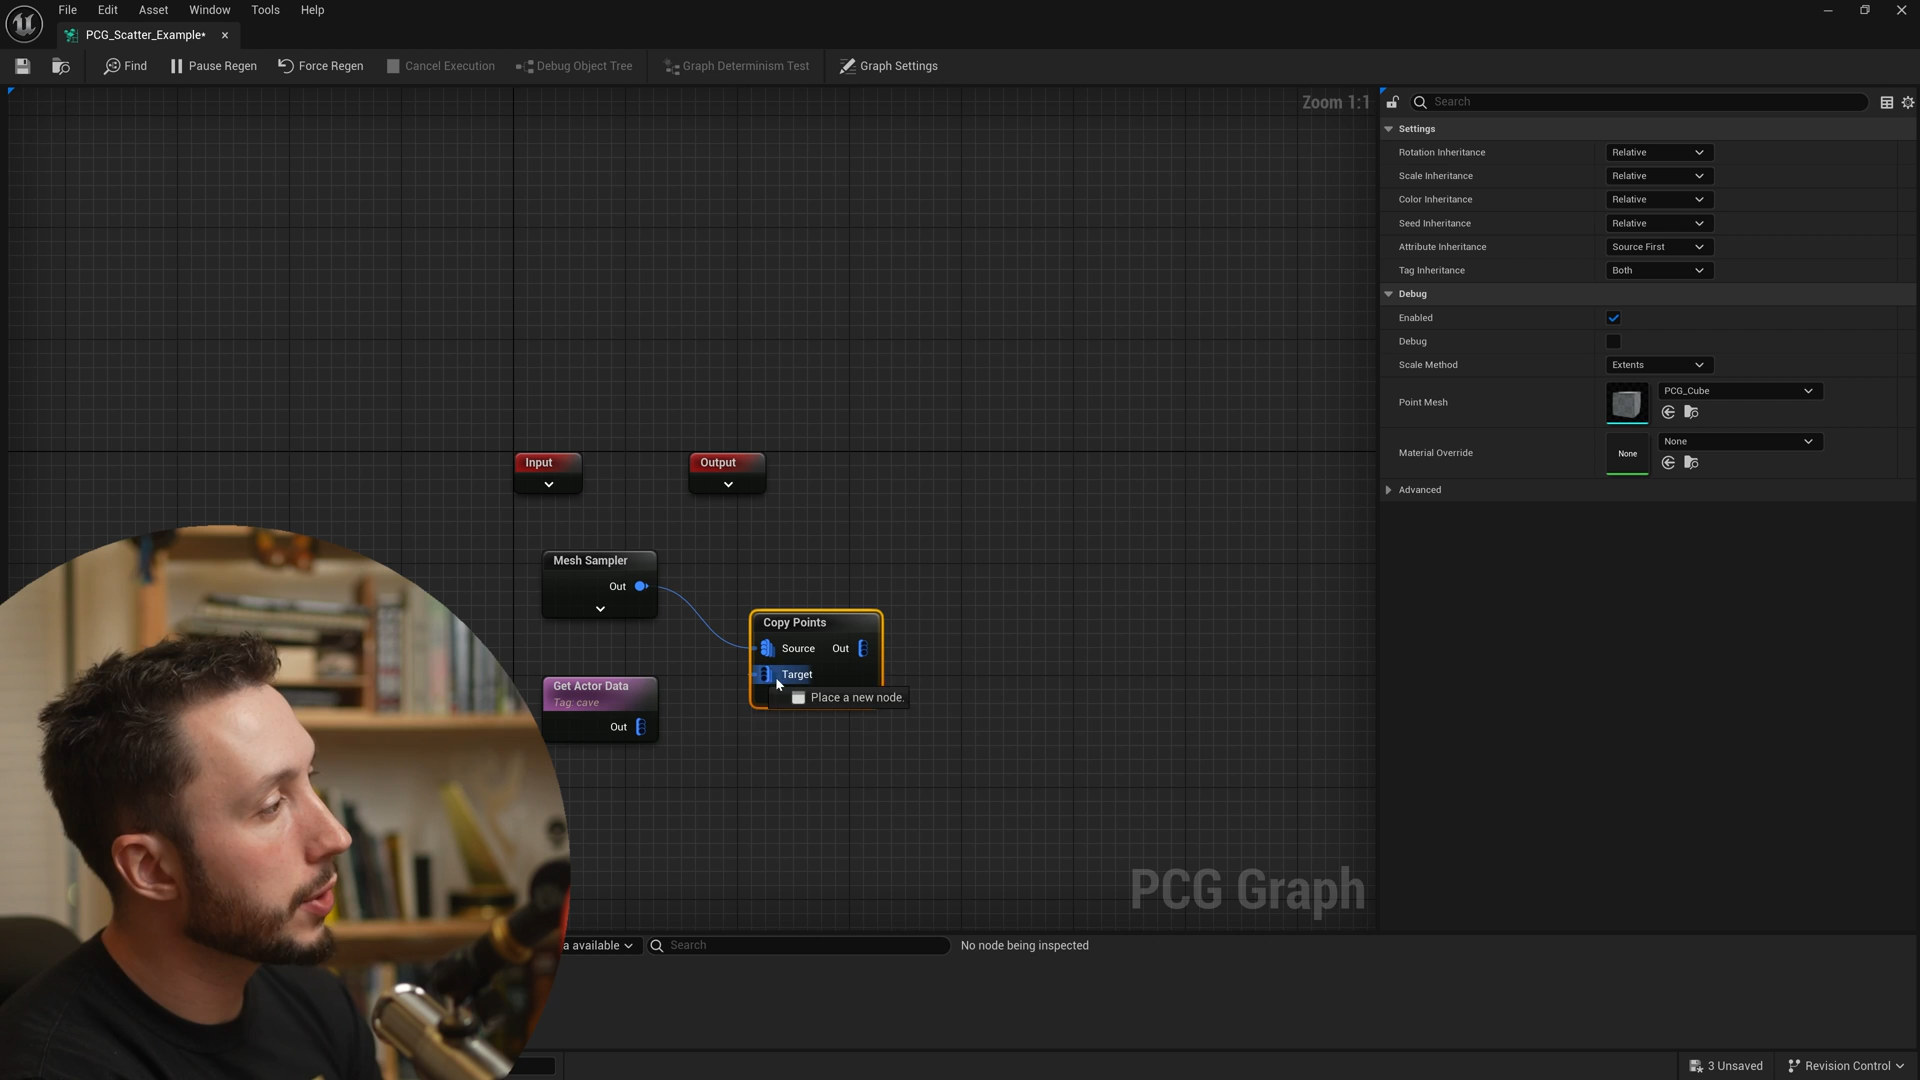 File Edit Asset Window Tools Help
PCG_Scatter_Example*
Find Pause Regen Force Regen Cancel Execution Debug Object Tree Graph Determinism Test Graph Settings
Zoom 1:1
Search
Settings
Rotation Inheritance Relative
Scale Inheritance Relative
Color Inheritance Relative
Seed Inheritance Relative
Attribute Inheritance Source First
Tag Inheritance Both
Debug
Enabled
Debug
Scale Method Extents
Point Mesh PCG_Cube
Material Override None None
Advanced
Input
Output
Mesh Sampler
Out
Copy Points
Source Out
Target
Place a new node.
Get Actor Data
Tag: cave
Out
PCG Graph
a available Search No node being inspected
3 Unsaved Revision Control